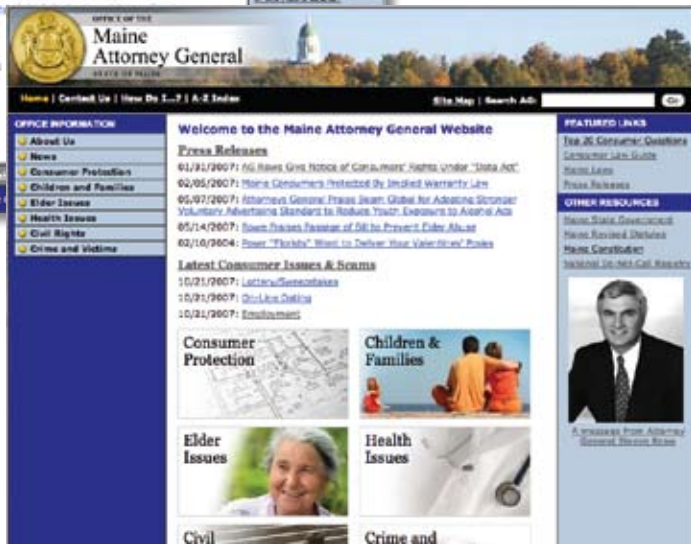 OFFICE OF THE
Maine
Attorney General
STATE OF MAINE
Home | Contact Us | How Do I...? | A-Z Index
Site Map | Search AG:
Go
OFFICE INFORMATION
About Us
News
Consumer Protection
Children and Families
Elder Issues
Health Issues
Civil Rights
Crime and Victims
Welcome to the Maine Attorney General Website
Press Releases
01/31/2007: AG Rowe Give Notice of Consumers' Rights Under "Data Act"
02/05/2007: Maine Consumers Protected By Implied Warranty Law
05/07/2007: Attorneys General Praise Beam Global for Adopting Stronger
Voluntary Advertising Standard to Reduce Youth Exposure to Alcohol Ads
05/14/2007: Rowe Praises Passage of Bill to Prevent Elder Abuse
02/10/2004: Rowe: "Florists" Want to Deliver Your Valentines' Roses
Latest Consumer Issues & Scams
10/21/2007: Lottery/Sweepstakes
10/21/2007: On-Line Dating
10/21/2007: Employment
Consumer
Protection
Children &
Families
Elder
Issues
Health
Issues
Civil
Crime and
FEATURED LINKS
Top 20 Consumer Questions
Consumer Law Guide
Maine Laws
Press Releases
OTHER RESOURCES
Maine State Government
Maine Revised Statutes
Maine Constitution
National Do-Not-Call Registry
A message from Attorney
General Steven Rowe